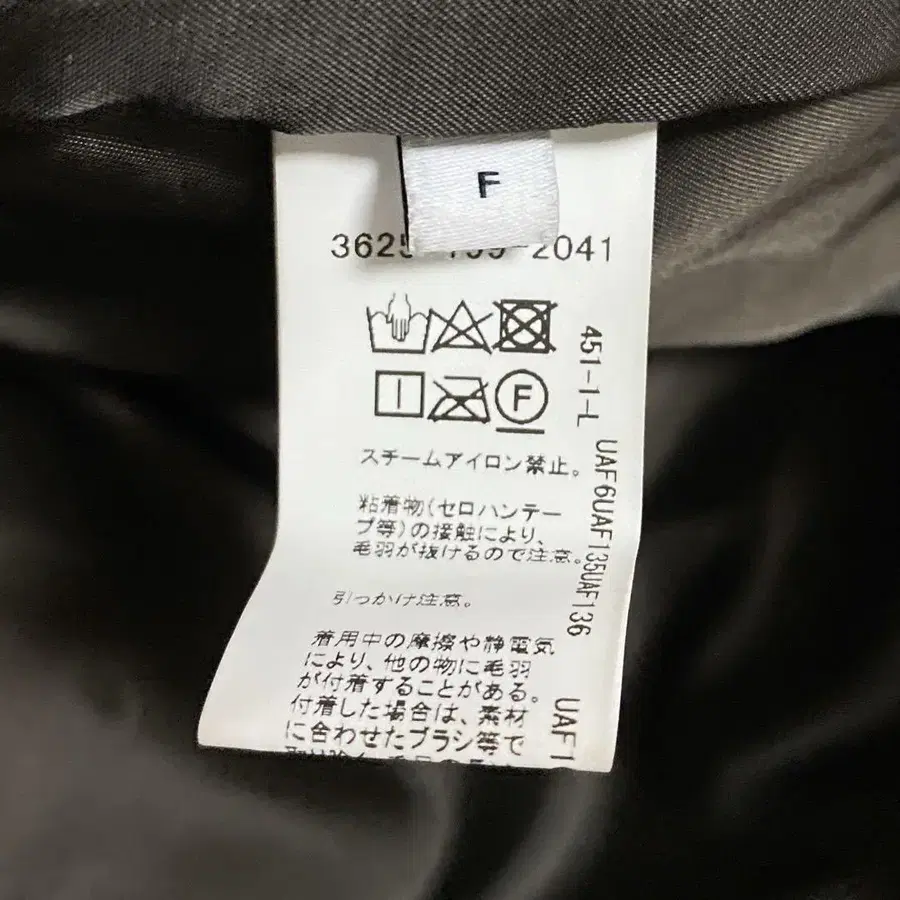 F
3625-199-2041
F
スチームアイロン禁止。
粘着物(セロハンテー
プ等)の接触により、
毛羽が抜けるので注意。
引っかけ注意。
着用中の摩擦や静電気
により、他の物に毛羽
が付着することがある。
付着した場合は、素材
に合わせたブラシ等で
451-1-L
UAF6UAF135UAF136
UAF1